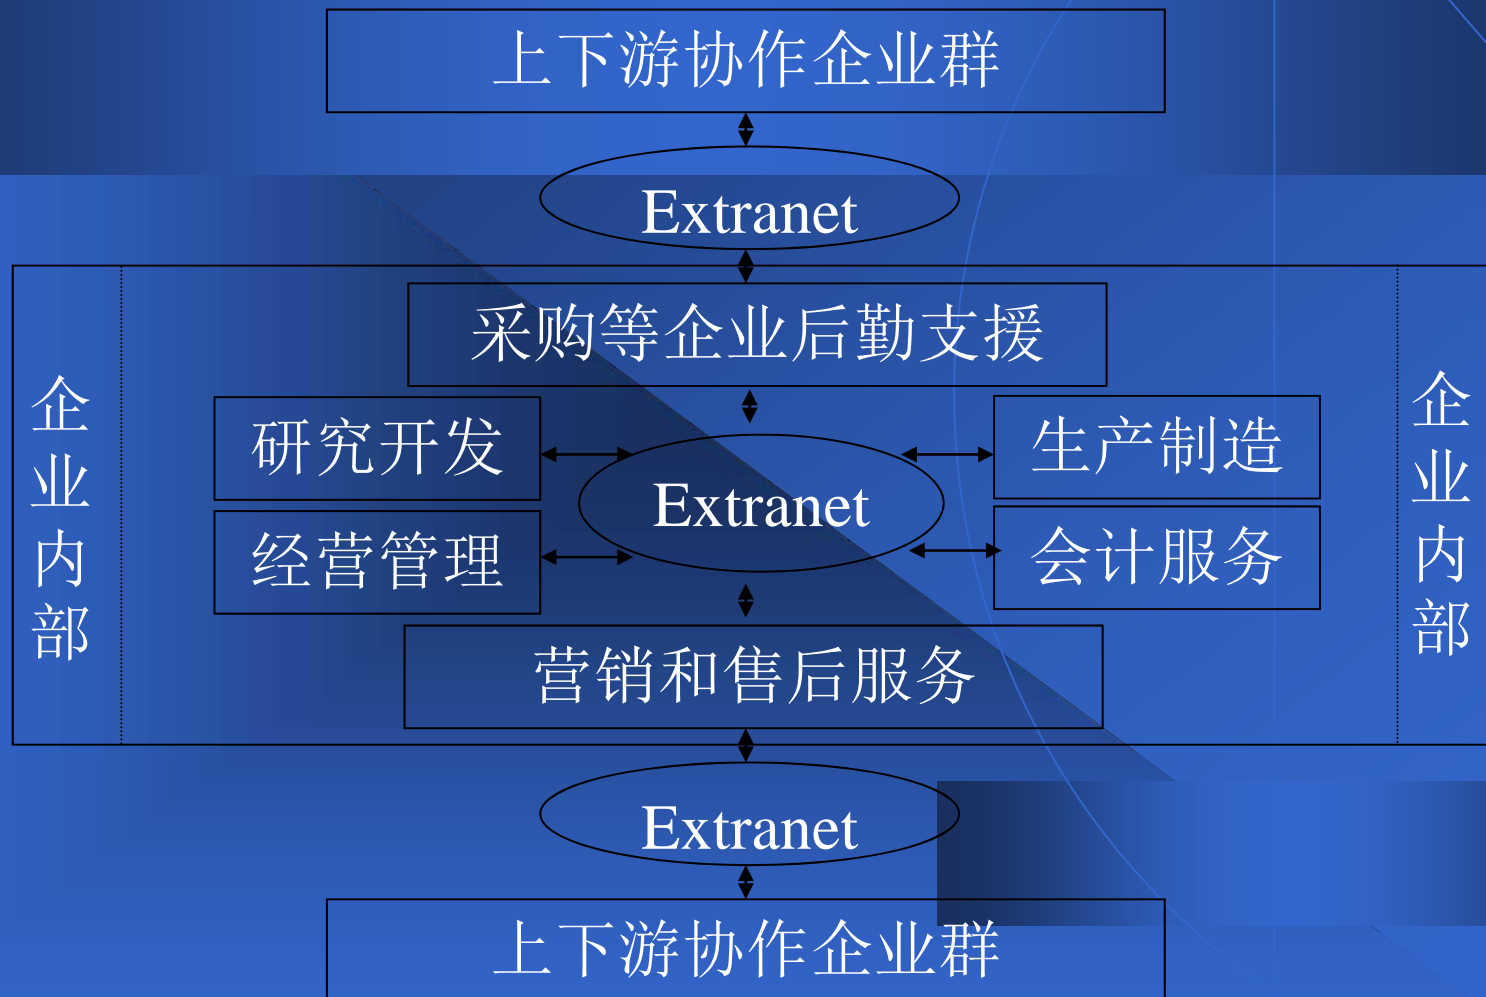 上下游协作企业群
Extranet
采购等企业后勤支援
企业内部
研究开发
生产制造
企业内部
Extranet
经营管理
会计服务
营销和售后服务
Extranet
上下游协作企业群